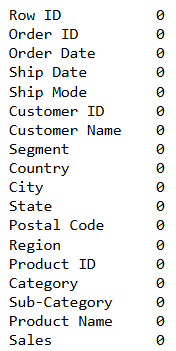 Row ID 0
Order ID 0
Order Date 0
Ship Date 0
Ship Mode 0
Customer ID 0
Customer Name 0
Segment 0
Country 0
City 0
State 0
Postal Code 0
Region 0
Product ID 0
Category 0
Sub-Category 0
Product Name 0
Sales 0